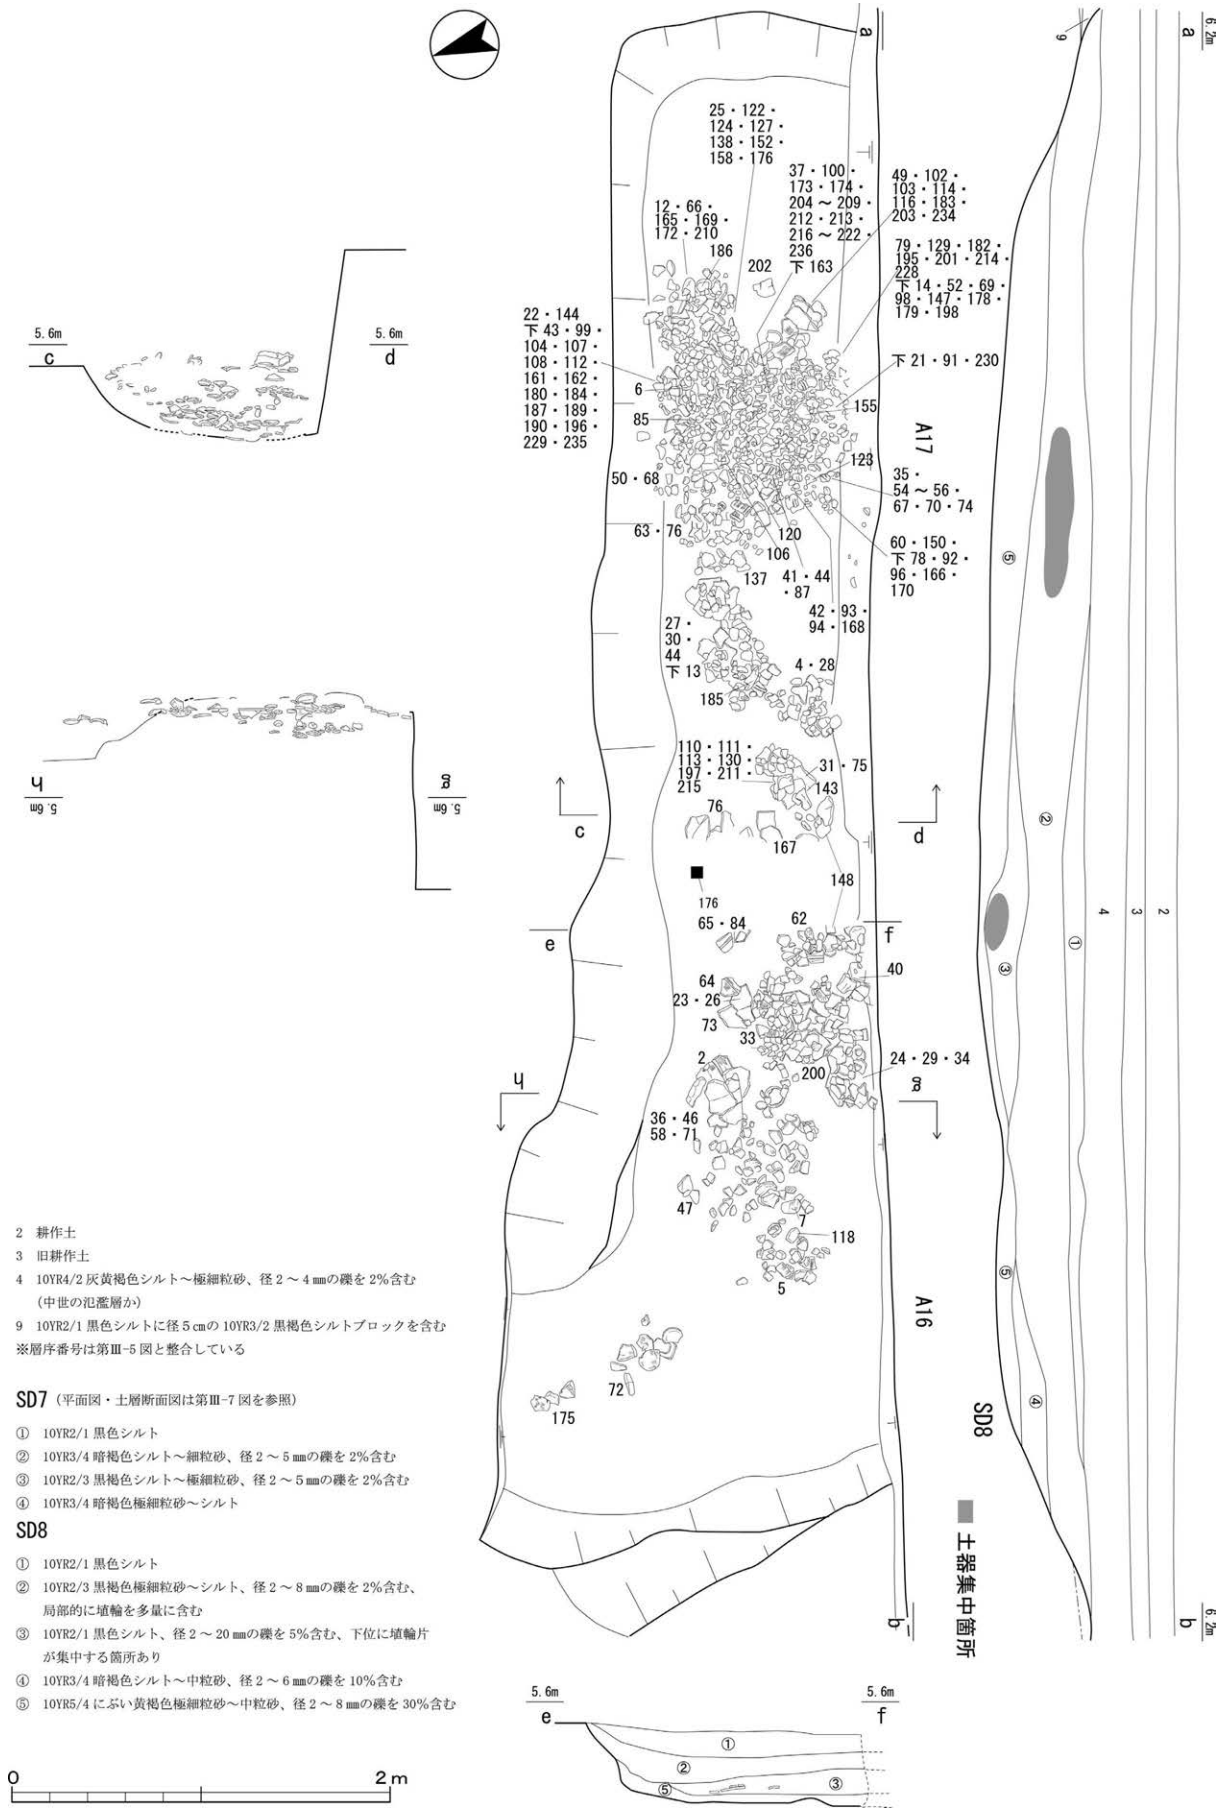 6.2m
a
a
9
25・122・
124・127・
138・152・
158・176
37・100・
173・174・
204～209・
212・213・
216～222・
236
下 163
49・102・
103・114・
116・183・
203・234
12・66・
165・169・
172・210
186
202
79・129・182・
195・201・214・
228
下 14・52・69・
98・147・178・
179・198
22・144
下 43・99・
104・107・
108・112・
161・162・
180・184・
187・189・
190・196・
229・235
5.6m
c
5.6m
d
下 21・91・230
6
85
155
A17
123
35・
54～56・
67・70・74
50・68
63・76
120
106
60・150・
下 78・92・
96・166・
170
⑤
137
41・44
・87
42・93・
94・168
27・
30・
44
下 13
4・28
185
110・111・
113・130・
197・211・
215
31・75
143
h
5.6m
g
5.6m
76
c
d
②
167
148
176
65・84
62
4
3
2
①
e
f
③
64
40
23・26
73
33
2
200
24・29・34
g
h
36・46
58・71
47
7
118
5
⑤
A16
72
175
④
SD8
土器集中箇所
b
b
6.2m
2　耕作土
3　旧耕作土
4　10YR4/2 灰黄褐色シルト～極細粒砂、径 2 ～ 4 ㎜の礫を 2%含む
（中世の氾濫層か）
9　10YR2/1 黒色シルトに径 5 ㎝の 10YR3/2 黒褐色シルトブロックを含む
※層序番号は第Ⅲ-5 図と整合している
SD7（平面図・土層断面図は第Ⅲ-7 図を参照）
①　10YR2/1 黒色シルト
②　10YR3/4 暗褐色シルト～細粒砂、径 2 ～ 5 ㎜の礫を 2%含む
③　10YR2/3 黒褐色シルト～極細粒砂、径 2 ～ 5 ㎜の礫を 2%含む
④　10YR3/4 暗褐色極細粒砂～シルト
SD8
①　10YR2/1 黒色シルト
②　10YR2/3 黒褐色極細粒砂～シルト、径 2 ～ 8 ㎜の礫を 2%含む、
局部的に埴輪を多量に含む
③　10YR2/1 黒色シルト、径 2 ～ 20 ㎜の礫を 5%含む、下位に埴輪片
が集中する箇所あり
④　10YR3/4 暗褐色シルト～中粒砂、径 2 ～ 6 ㎜の礫を 10%含む
⑤　10YR5/4 にぶい黄褐色極細粒砂～中粒砂、径 2 ～ 8 ㎜の礫を 30%含む
5.6m
e
5.6m
f
①
②
③
⑤
0
2 m